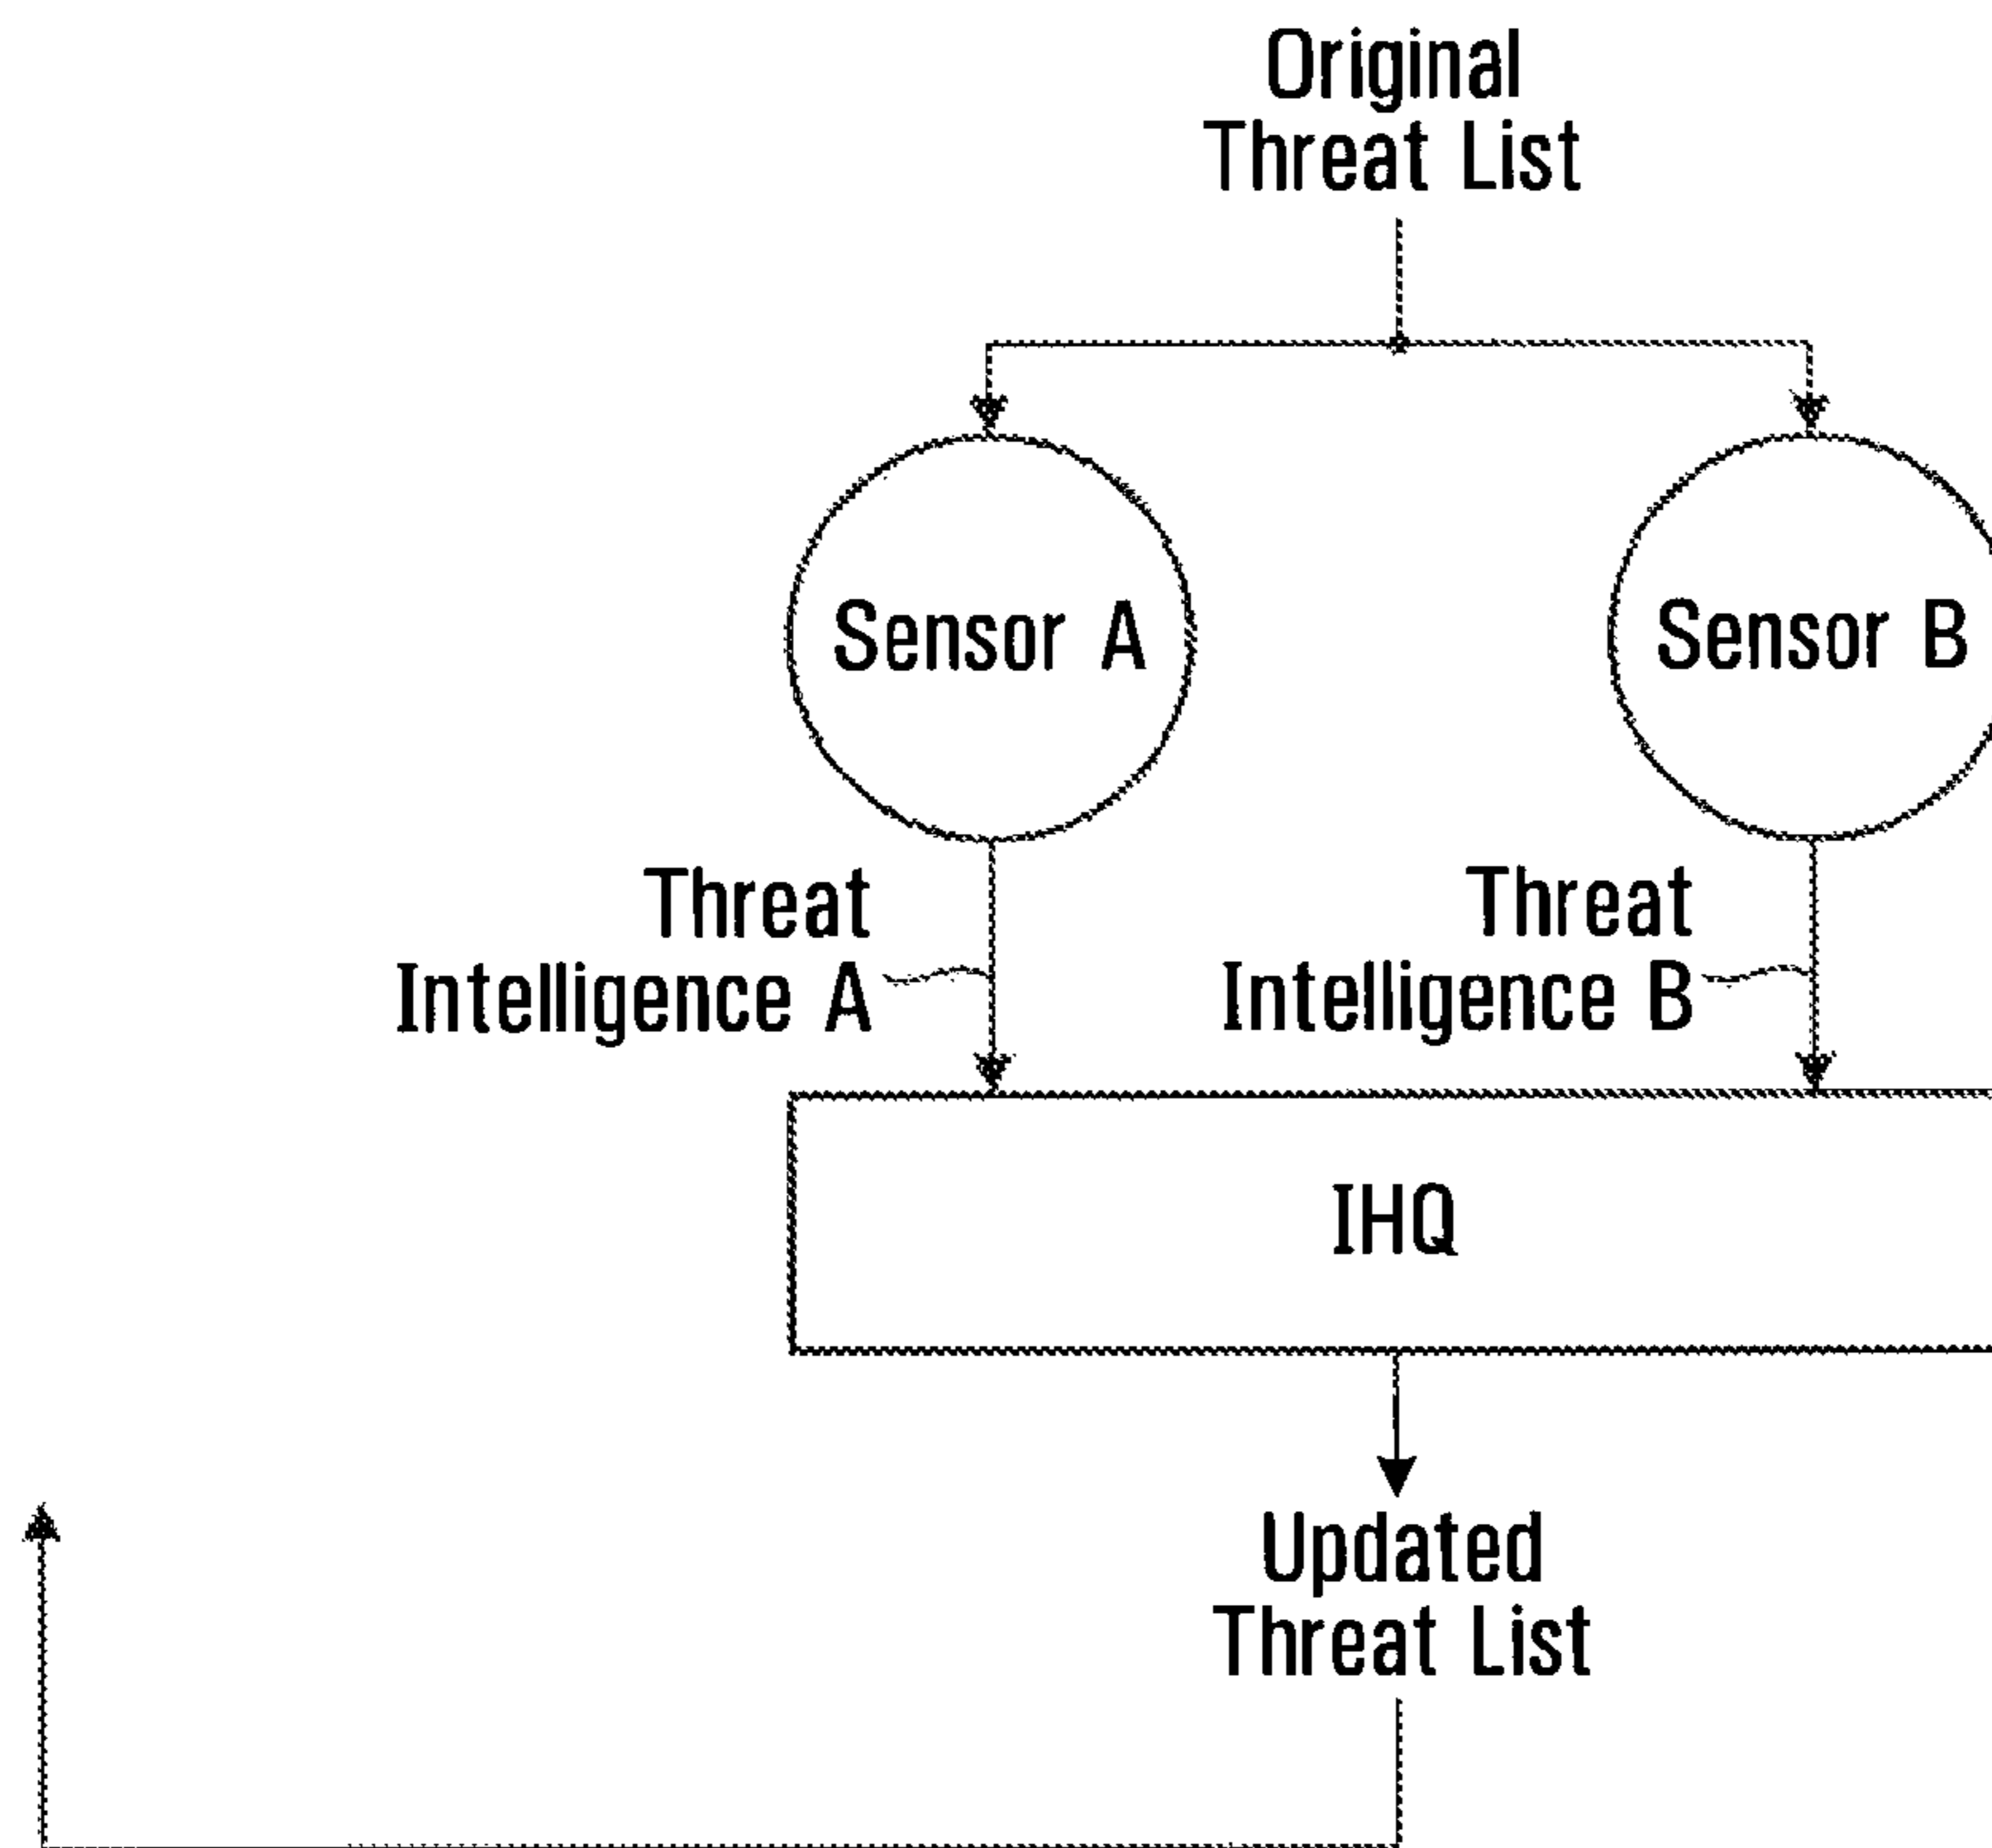 Original
Threat List
Sensor A
Sensor B
Threat
Intelligence A
Threat
Intelligence B
IHQ
Updated
Threat List